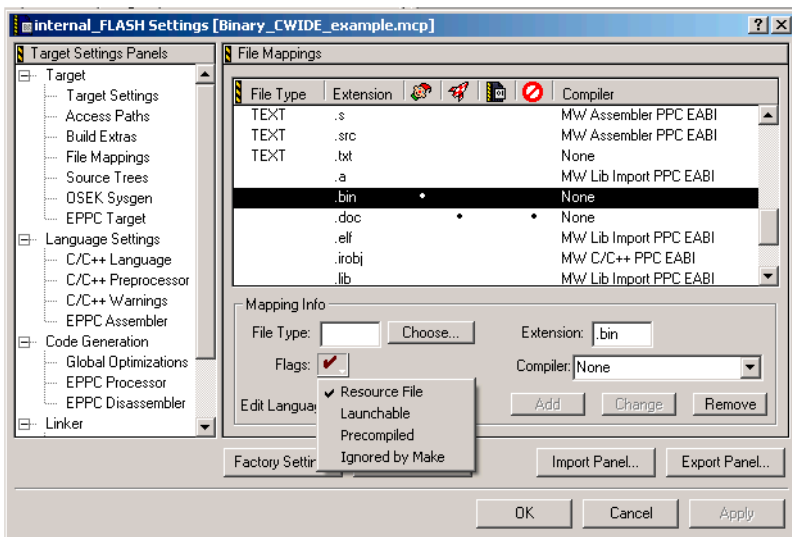 internal_FLASH Settings [Binary_CWIDE_example.mcp]
Target Settings Panels
Target
Target Settings
Access Paths
Build Extras
File Mappings
Source Trees
OSEK Sysgen
EPPC Target
Language Settings
C/C++ Language
C/C++ Preprocessor
C/C++ Warnings
EPPC Assembler
Code Generation
Global Optimizations
EPPC Processor
EPPC Disassembler
Linker
File Mappings
File Type Extension Compiler
TEXT .s MW Assembler PPC EABI
TEXT .src MW Assembler PPC EABI
TEXT .txt None
.a MW Lib Import PPC EABI
.bin • None
.doc • • None
.elf MW Lib Import PPC EABI
.irobj MW C/C++ PPC EABI
.lib MW Lib Import PPC EABI
Mapping Info
File Type: Choose... Extension: .bin
Flags: Compiler: None
Resource File
Launchable
Precompiled
Ignored by Make
Edit Add Change Remove
Factory Import Panel... Export Panel...
OK Cancel Apply